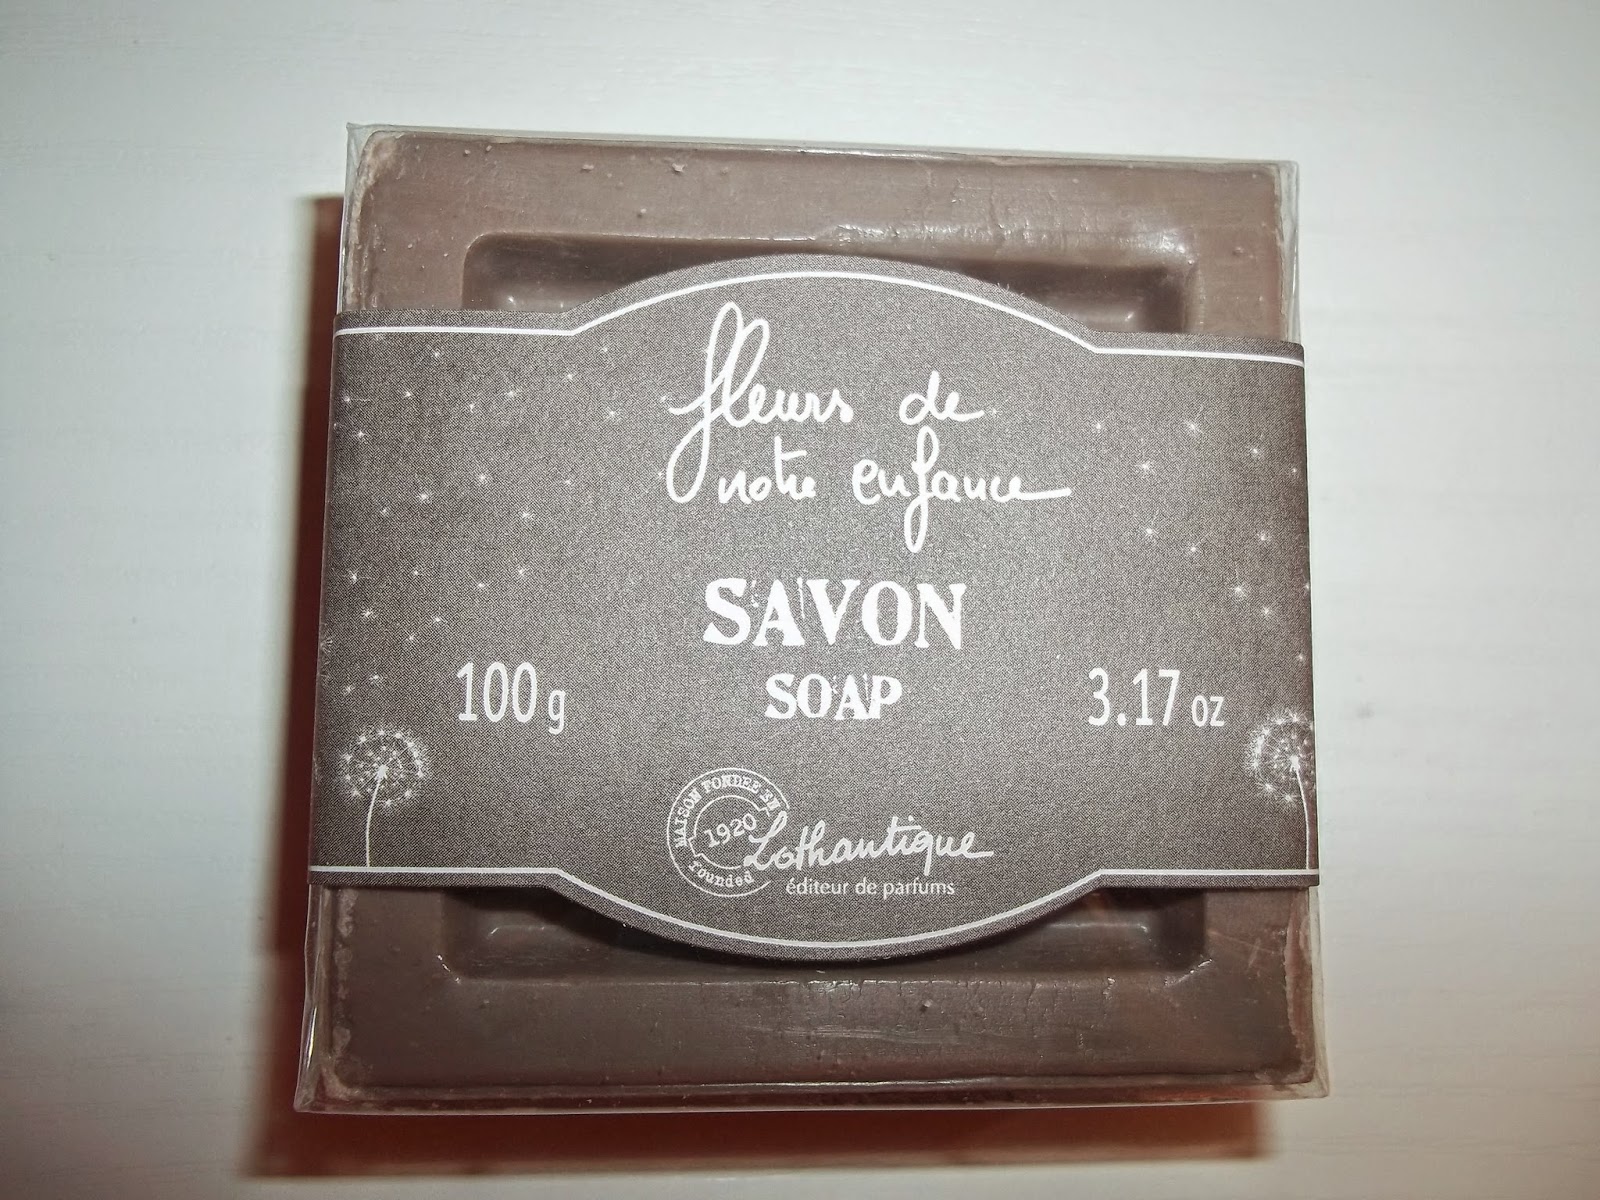 fleurs de
notre enfance
SAVON
SOAP
100 g
3.17 oz
MAISON FONDEE EN
1920
founded
Lothantique
éditeur de parfums